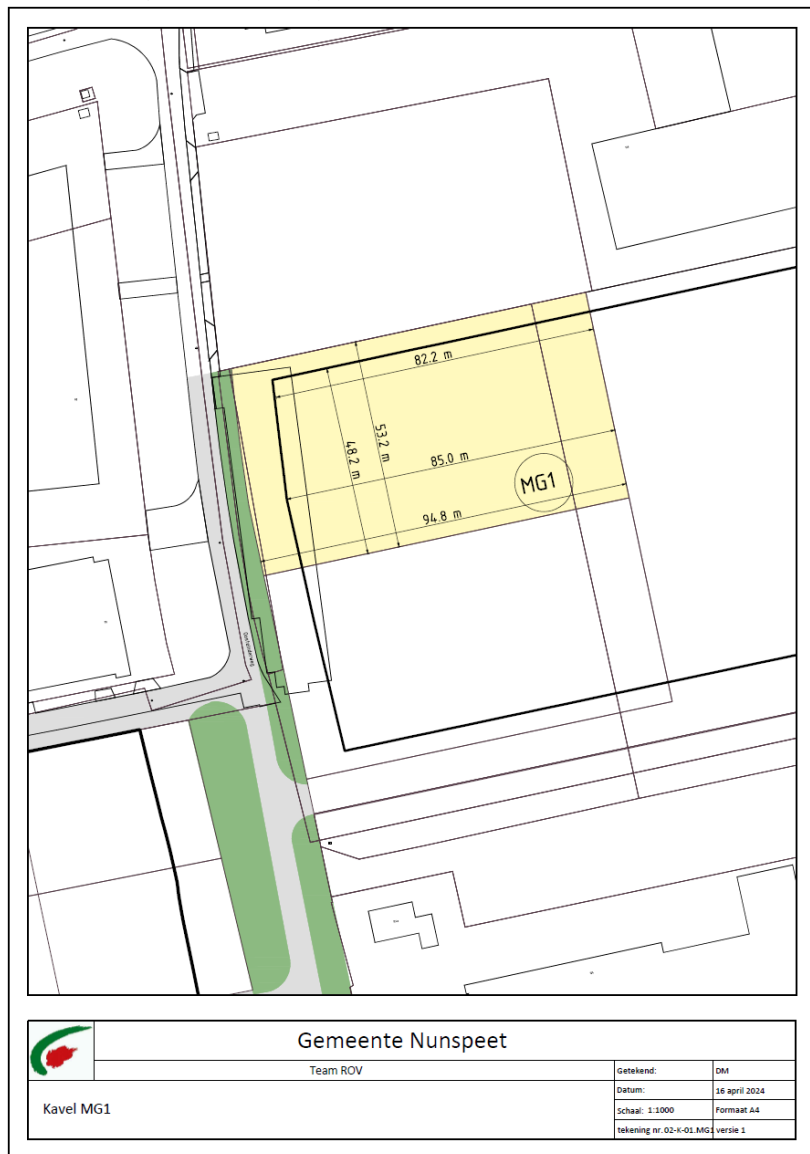 82.2 m
53.2 m
48.2 m
85.0 m
MG1
94.8 m
Oosteinderweg
Gemeente Nunspeet
Team ROV
Getekend: DM
Datum: 16 april 2024
Kavel MG1
Schaal: 1:1000 Formaat A4
tekening nr. 02-K-01.MG1 versie 1